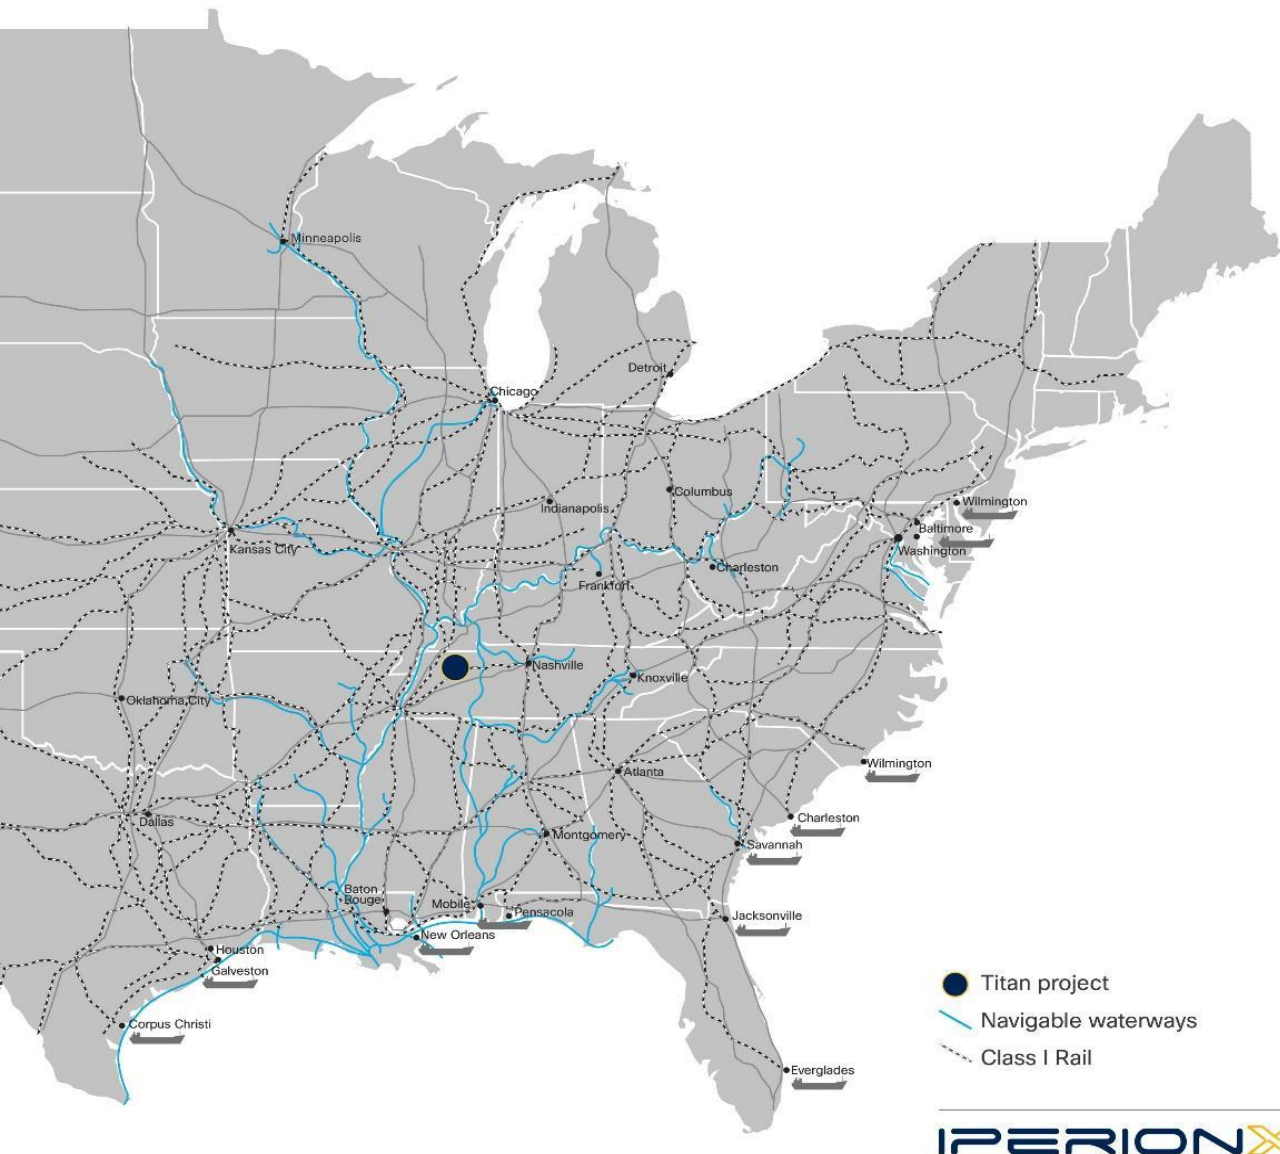 Minneapolis
Detroit
Chicago
Columbus
Indianapolis
Wilmington
Baltimore
Washington
Kansas City
Charleston
Frankfort
Nashville
Knoxville
Oklahoma City
Wilmington
Atlanta
Charleston
Dallas
Montgomery
Savannah
Baton
Rouge
Mobile
Pensacola
Jacksonville
New Orleans
Houston
Galveston
Corpus Christi
Everglades
Titan project
Navigable waterways
Class I Rail
IPERIONX